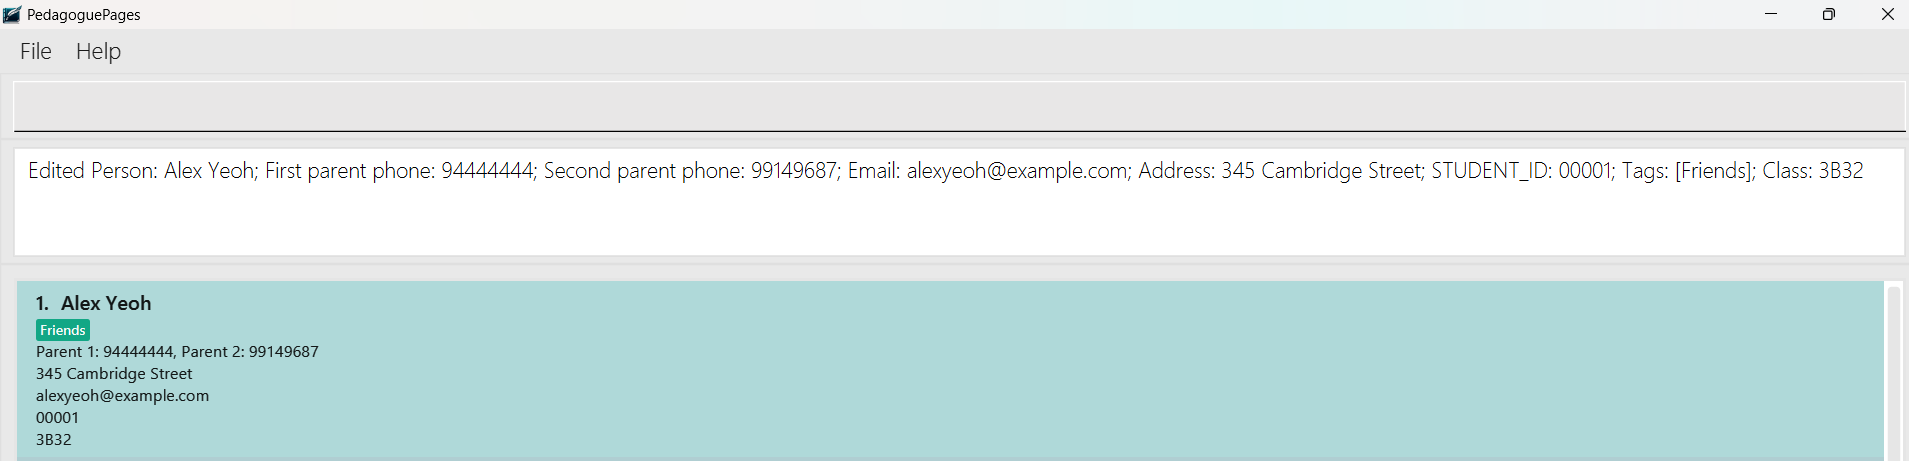 PedagoguePages
File Help
Edited Person: Alex Yeoh; First parent phone: 94444444; Second parent phone: 99149687; Email: alexyeoh@example.com; Address: 345 Cambridge Street; STUDENT_ID: 00001; Tags: [Friends]; Class: 3B32
1. Alex Yeoh
Friends
Parent 1: 94444444, Parent 2: 99149687
345 Cambridge Street
alexyeoh@example.com
00001
3B32